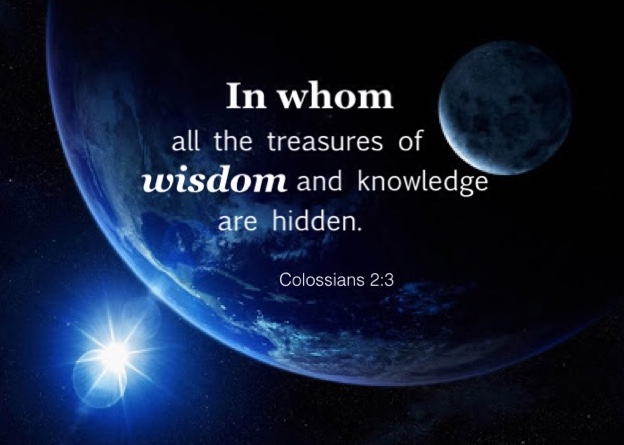 In whom
all the treasures of
wisdom and knowledge
are hidden.
Colossians 2:3